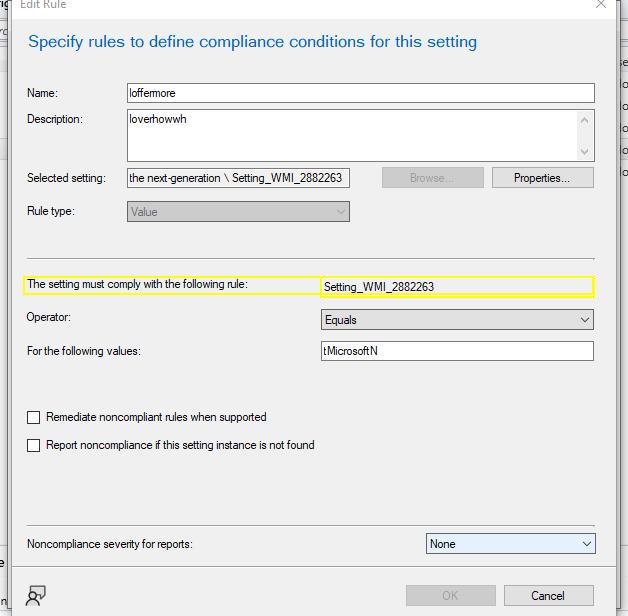 Edit Rule
Specify rules to define compliance conditions for this setting
Name: loffermore
Description: loverhowwh
Selected setting: the next-generation \ Setting_WMI_2882263 Browse... Properties...
Rule type: Value
The setting must comply with the following rule: Setting_WMI_2882263
Operator: Equals
For the following values: tMicrosoftN
Remediate noncompliant rules when supported
Report noncompliance if this setting instance is not found
Noncompliance severity for reports: None
OK Cancel